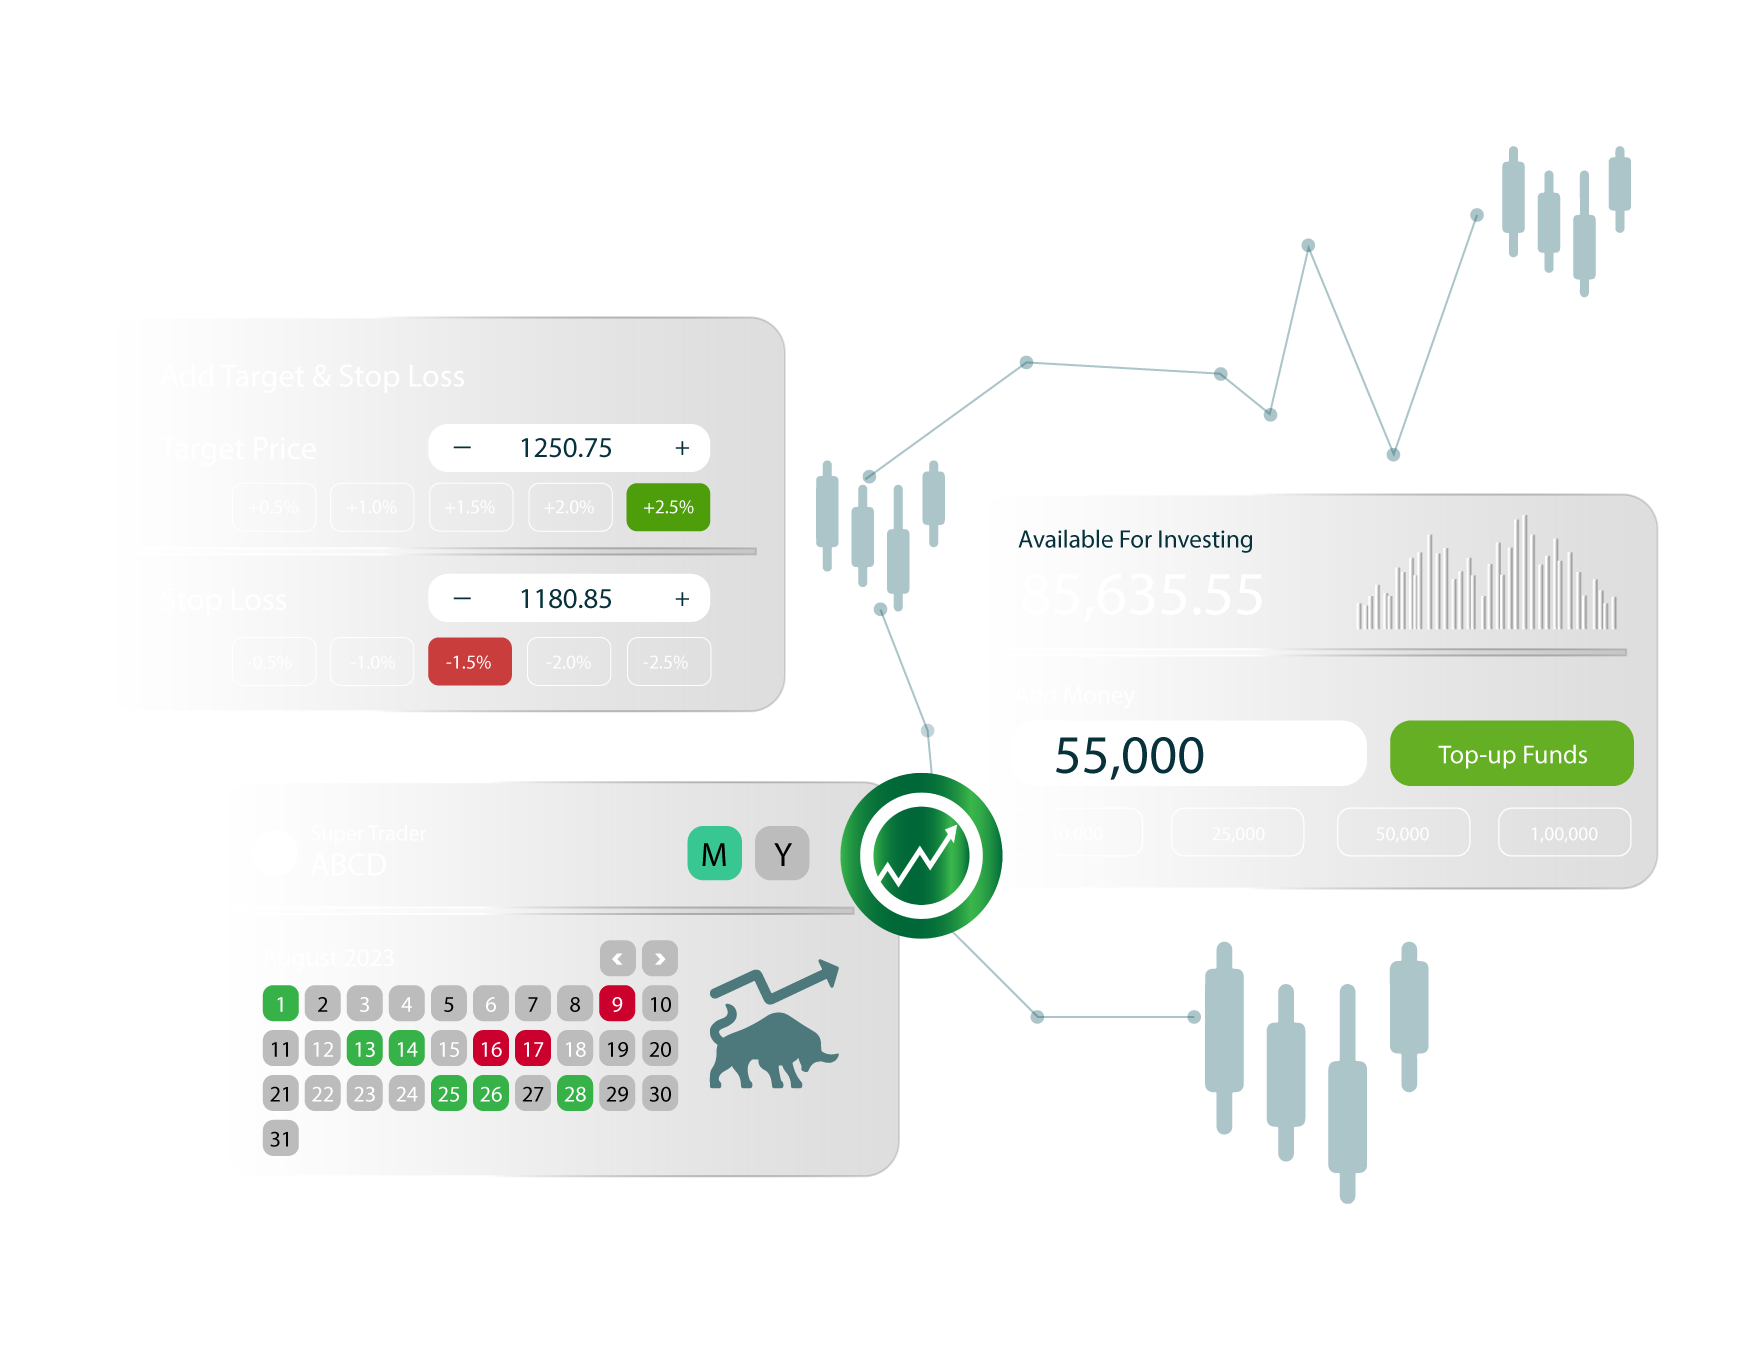 Add Target & Stop Loss
Target Price
− 1250.75 +
+0.5% +1.0% +1.5% +2.0% +2.5%
Stop Loss
− 1180.85 +
-0.5% -1.0% -1.5% -2.0% -2.5%
Available For Investing
85,635.55
Add Money
55,000 Top-up Funds
10,000 25,000 50,000 1,00,000
Super Trader
ABCD
M Y
August 2023
1 2 3 4 5 6 7 8 9 10
11 12 13 14 15 16 17 18 19 20
21 22 23 24 25 26 27 28 29 30
31